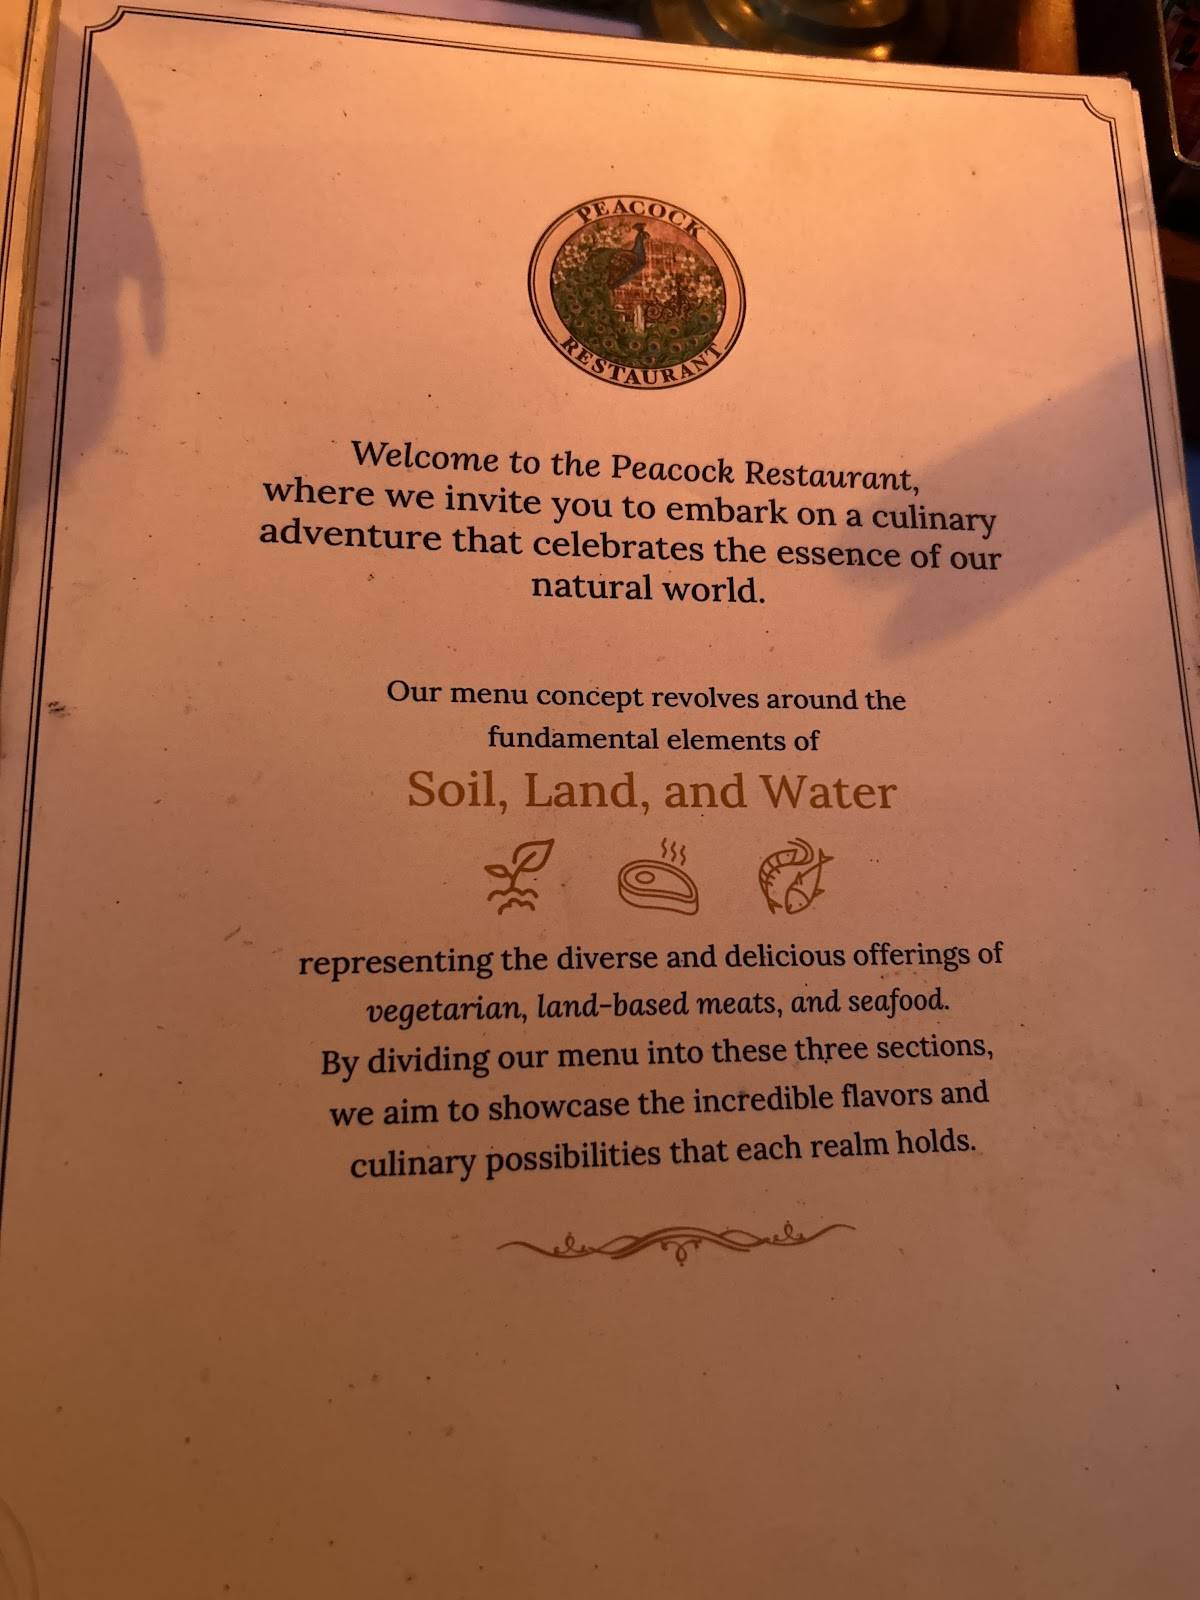 PEACOCK
RESTAURANT
Welcome to the Peacock Restaurant,
where we invite you to embark on a culinary
adventure that celebrates the essence of our
natural world.
Our menu concept revolves around the
fundamental elements of
Soil, Land, and Water
representing the diverse and delicious offerings of
vegetarian, land-based meats, and seafood.
By dividing our menu into these three sections,
we aim to showcase the incredible flavors and
culinary possibilities that each realm holds.